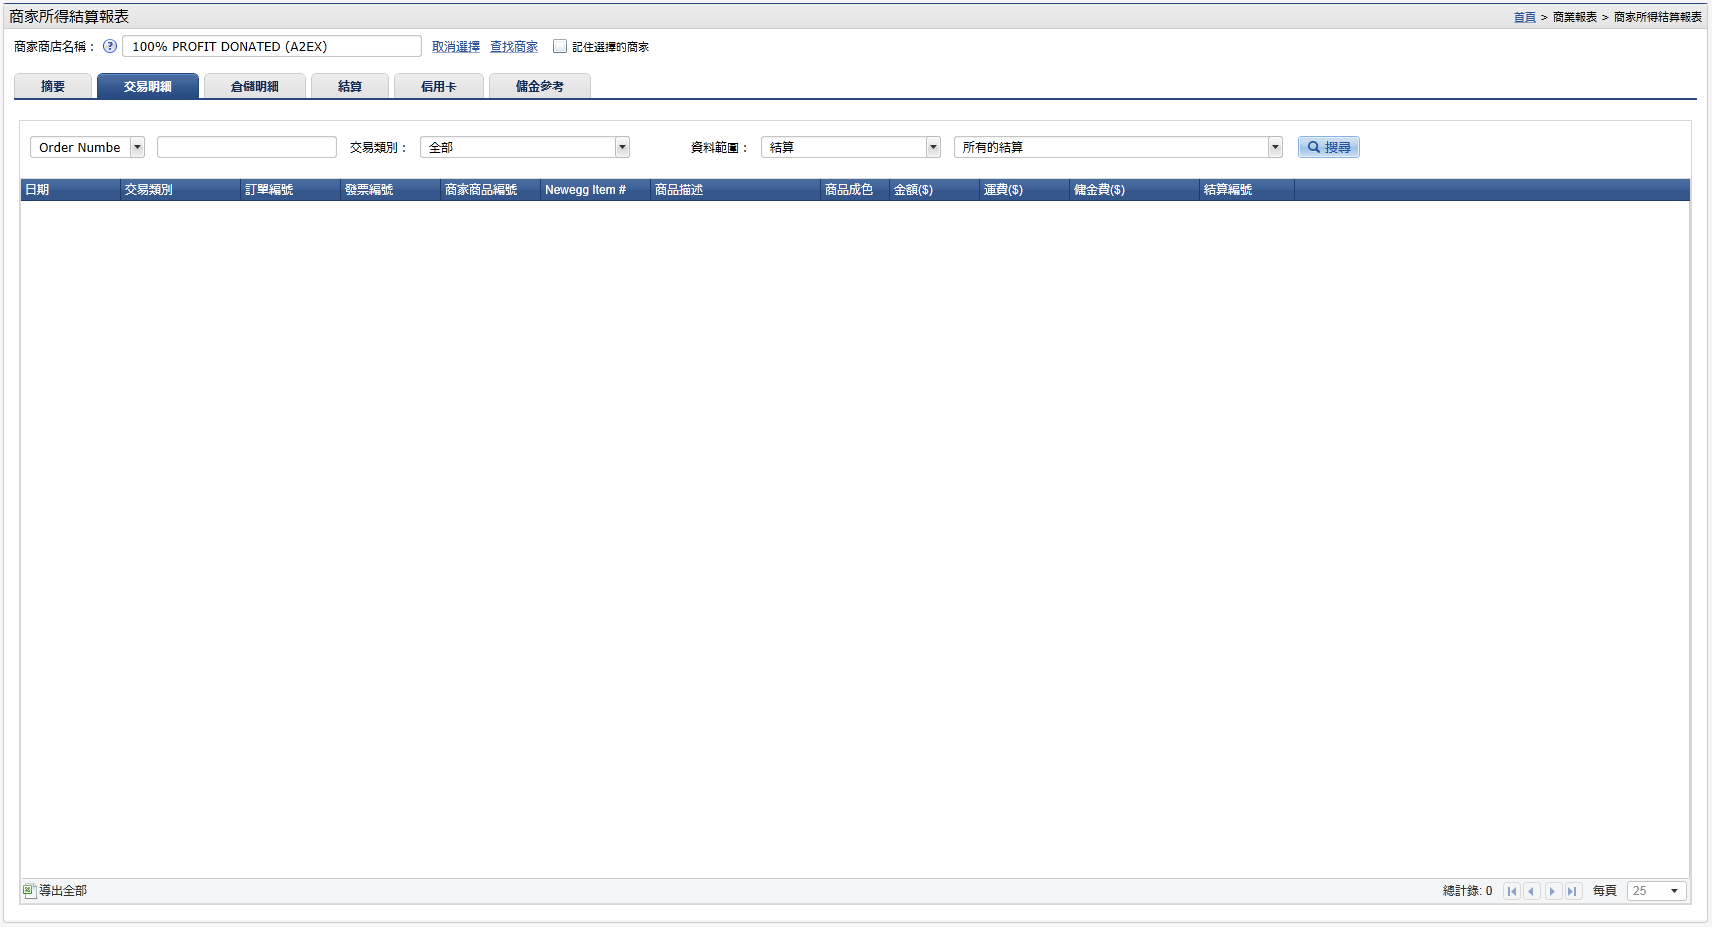 商家所得結算報表
首頁 > 商業報表 > 商家所得結算報表
商家商店名稱： ? 100% PROFIT DONATED (A2EX) 取消選擇 查找商家 記住選擇的商家
摘要 交易明細 倉儲明細 結算 信用卡 傭金參考
Order Numbe 交易類別： 全部 資料範圍： 結算 所有的結算 搜尋
日期 交易類別 訂單編號 發票編號 商家商品編號 Newegg Item # 商品描述 商品成色 金額($) 運費($) 傭金費($) 結算編號
導出全部 總計錄: 0 每頁 25